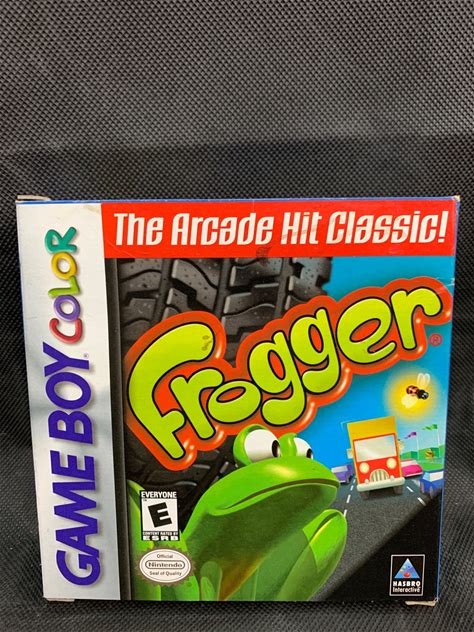 The Arcade Hit Classic!
GAME BOY COLOR
Frogger®
EVERYONE
E
CONTENT RATED BY
ESRB
Official
Nintendo
Seal of Quality
HASBRO
Interactive